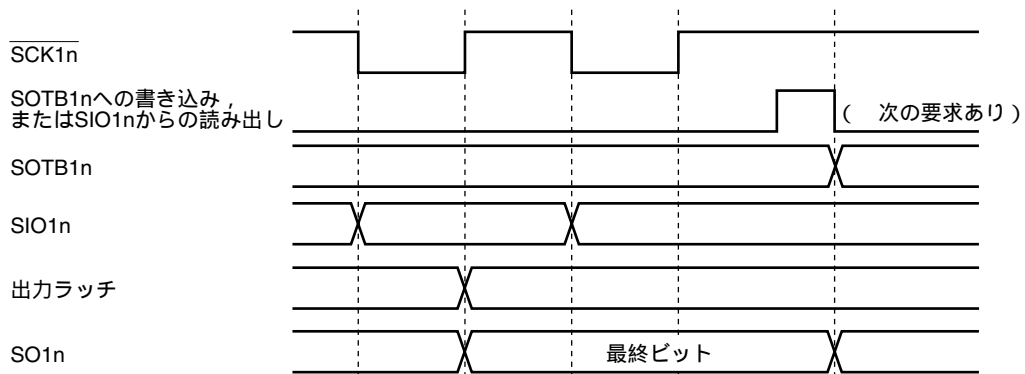 SCK1n
SOTB1nへの書き込み，
またはSIO1nからの読み出し
(　次の要求あり)
SOTB1n
SIO1n
出力ラッチ
SO1n
最終ビット